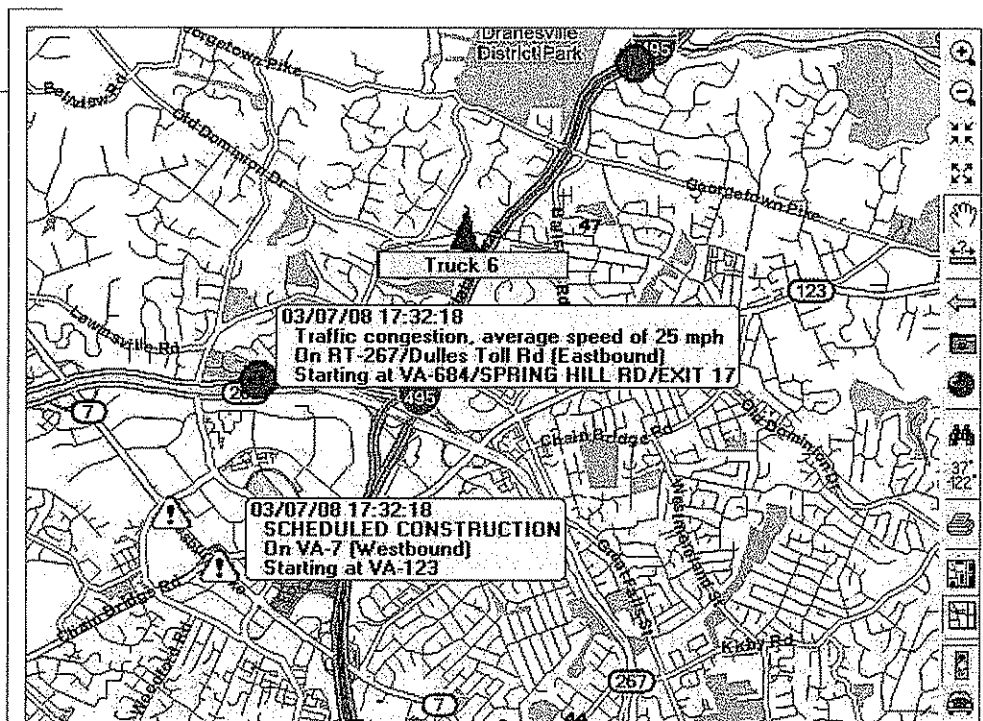 Dranesville
District Park
495
Georgetown Pike
Old Dominion Dr
Georgetown Pike
47
Truck 6
123
03/07/08 17:32:18
Traffic congestion, average speed of 25 mph
On RT-267/Dulles Toll Rd (Eastbound)
Starting at VA-684/SPRING HILL RD/EXIT 17
Lewinsville Rd
495
7
Chain Bridge Rd
Old Dominion Dr
37°
122°
03/07/08 17:32:18
SCHEDULED CONSTRUCTION
On VA-7 (Westbound)
Starting at VA-123
Chain Bridge Rd
Great Falls St
Westmoreland St
Kirby Rd
267
7
44